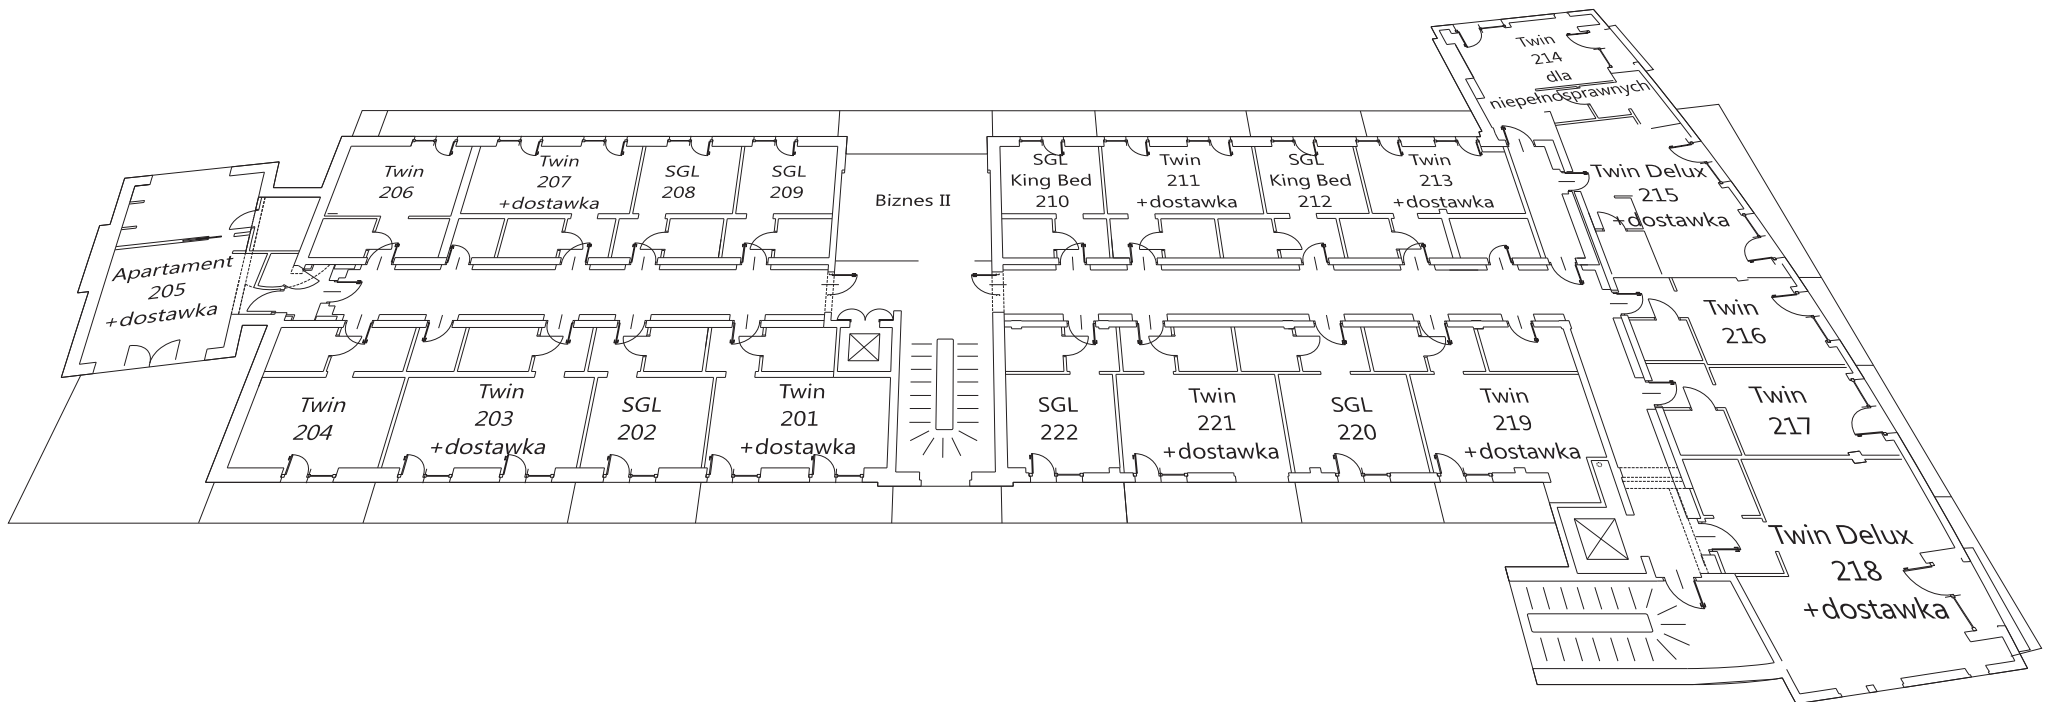 Twin
214
dla
niepełnosprawnych
Twin
206
Twin
207
+dostawka
SGL
208
SGL
209
Biznes II
SGL
King Bed
210
Twin
211
+dostawka
SGL
King Bed
212
Twin
213
+dostawka
Twin Delux
215
+dostawka
Apartament
205
+dostawka
Twin
216
Twin
204
Twin
203
+dostawka
SGL
202
Twin
201
+dostawka
SGL
222
Twin
221
+dostawka
SGL
220
Twin
219
+dostawka
Twin
217
Twin Delux
218
+dostawka